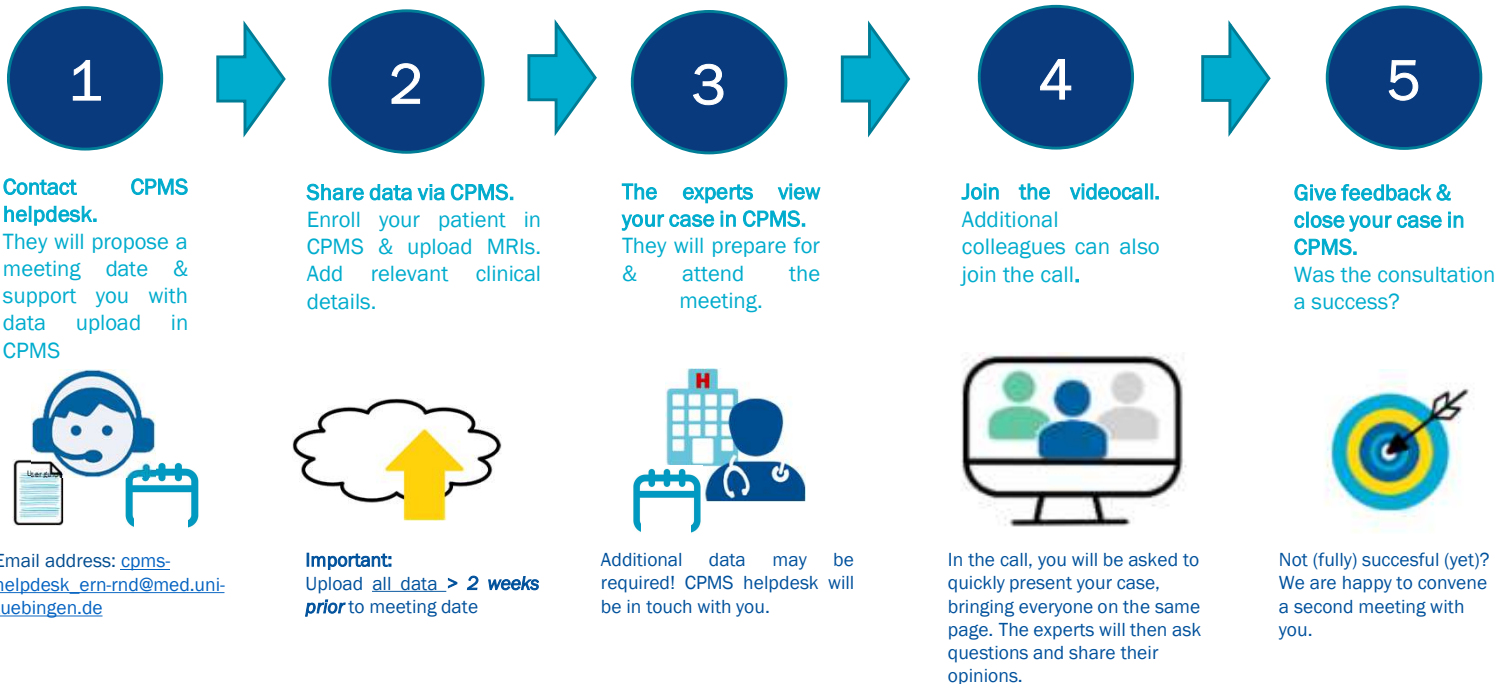 1
2
3
4
5
Contact CPMS
helpdesk.
They will propose a
meeting date &
support you with
data upload in
CPMS
Share data via CPMS.
Enroll your patient in
CPMS & upload MRIs.
Add relevant clinical
details.
The experts view
your case in CPMS.
They will prepare for
& attend the
meeting.
Join the videocall.
Additional
colleagues can also
join the call.
Give feedback &
close your case in
CPMS.
Was the consultation
a success?
User guide
H
Email address: cpms-
helpdesk_ern-rnd@med.uni-
tuebingen.de
Important:
Upload all data > 2 weeks
prior to meeting date
Additional data may be
required! CPMS helpdesk will
be in touch with you.
In the call, you will be asked to
quickly present your case,
bringing everyone on the same
page. The experts will then ask
questions and share their
opinions.
Not (fully) succesful (yet)?
We are happy to convene
a second meeting with
you.